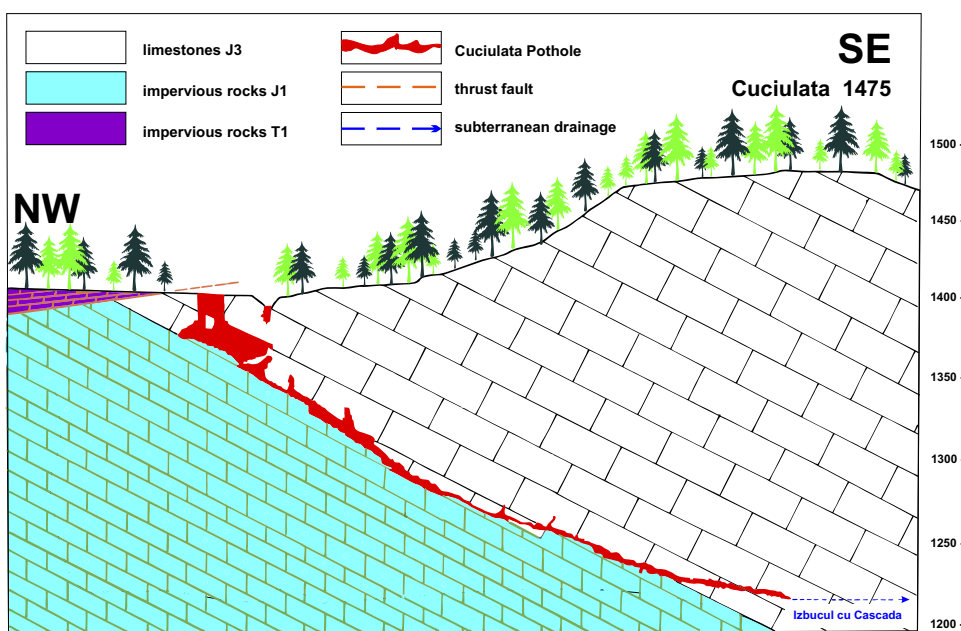 limestones J3
impervious rocks J1
impervious rocks T1
Cuciulata Pothole
thrust fault
subterranean drainage
SE
Cuciulata 1475
NW
1500
1450
1400
1350
1300
1250
1200
Izbucul cu Cascada